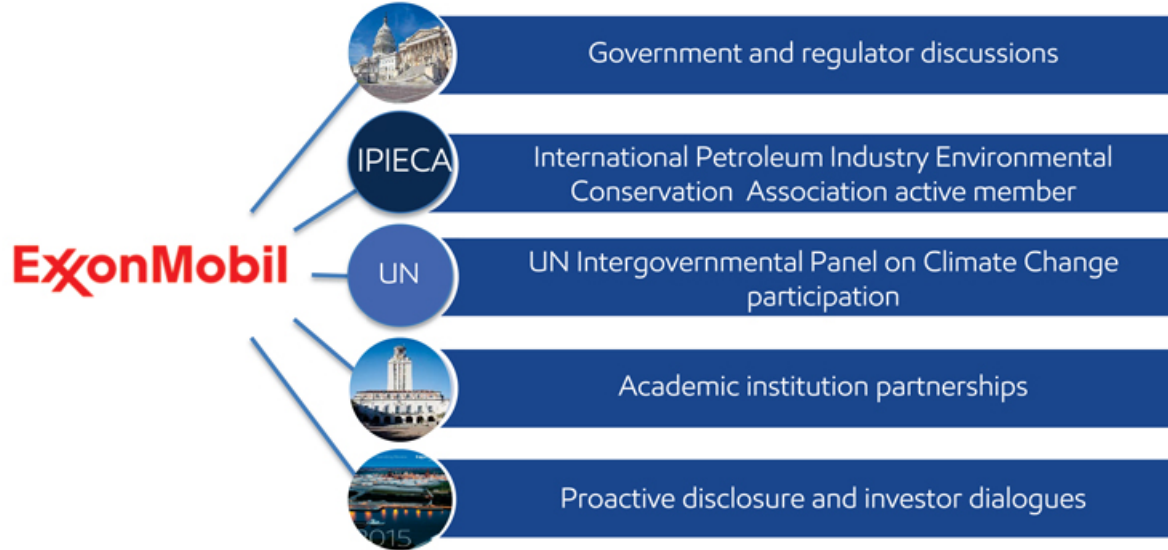 Government and regulator discussions
IPIECA
International Petroleum Industry Environmental
Conservation Association active member
ExxonMobil
UN
UN Intergovernmental Panel on Climate Change
participation
Academic institution partnerships
Proactive disclosure and investor dialogues
2015